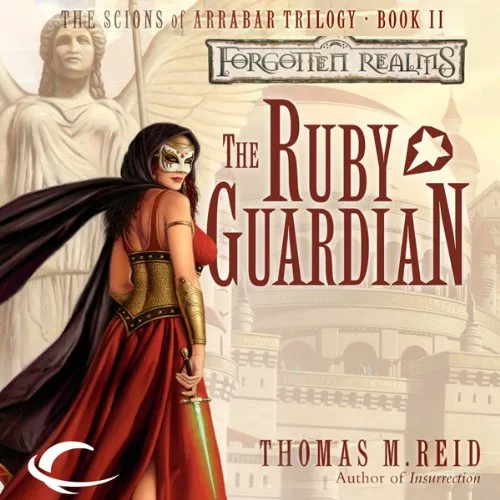 THE SCIONS of ARRABAR TRILOGY · BOOK II
FORGOTTEN REALMS
THE RUBY
GUARDIAN
THOMAS M. REID
Author of Insurrection